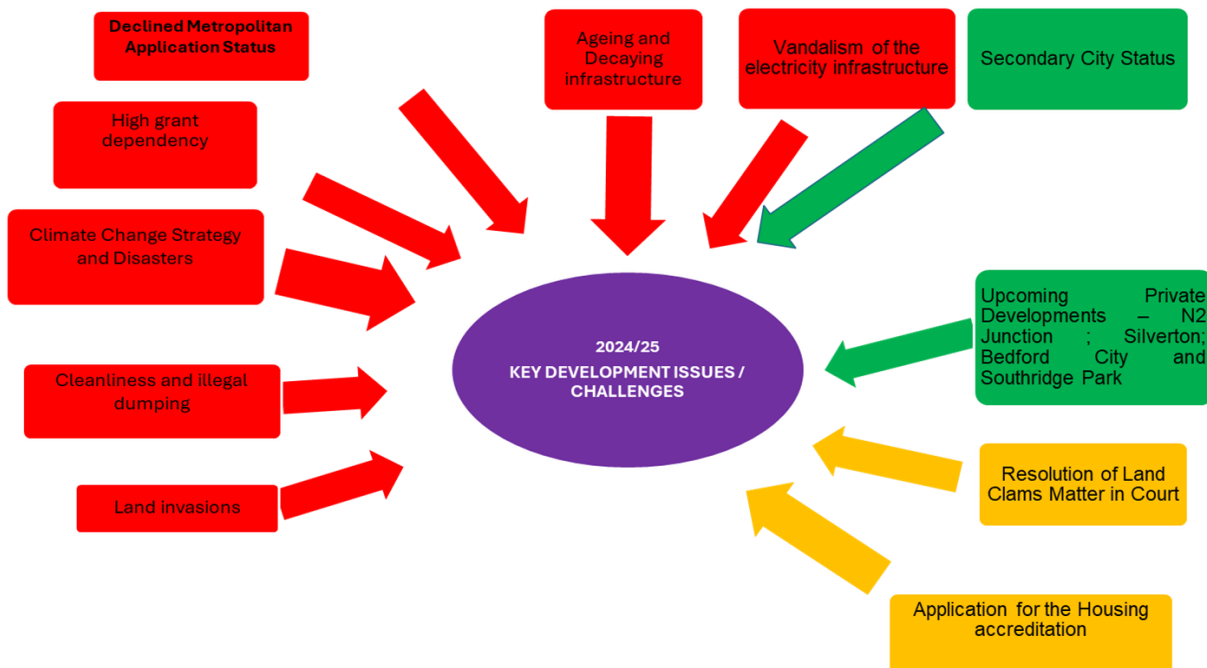 Declined Metropolitan
Application Status
Ageing and
Decaying
infrastructure
Vandalism of the
electricity infrastructure
Secondary City Status
High grant
dependency
Climate Change Strategy
and Disasters
Upcoming Private
Developments – N2
Junction ; Silverton;
Bedford City and
Southridge Park
2024/25
KEY DEVELOPMENT ISSUES /
CHALLENGES
Cleanliness and illegal
dumping
Resolution of Land
Clams Matter in Court
Land invasions
Application for the Housing
accreditation